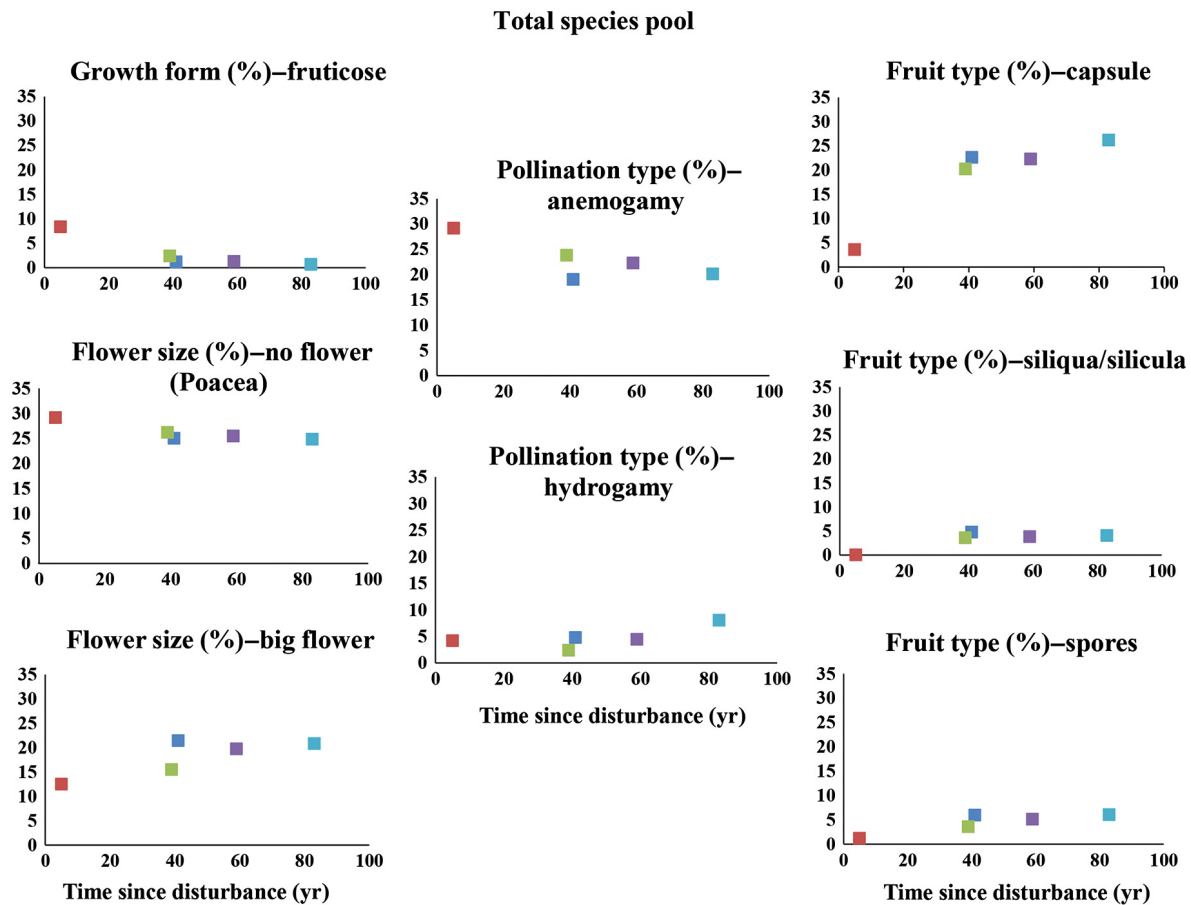 Total species pool
Growth form (%)–fruticose
35
30
25
20
15
10
5
0
0 20 40 60 80 100
Flower size (%)–no flower
(Poacea)
35
30
25
20
15
10
5
0
0 20 40 60 80 100
Flower size (%)–big flower
35
30
25
20
15
10
5
0
0 20 40 60 80 100
Time since disturbance (yr)
Pollination type (%)–
anemogamy
35
30
25
20
15
10
5
0
0 20 40 60 80 100
Pollination type (%)–
hydrogamy
35
30
25
20
15
10
5
0
0 20 40 60 80 100
Time since disturbance (yr)
Fruit type (%)–capsule
35
30
25
20
15
10
5
0
0 20 40 60 80 100
Fruit type (%)–siliqua/silicula
35
30
25
20
15
10
5
0
0 20 40 60 80 100
Fruit type (%)–spores
35
30
25
20
15
10
5
0
0 20 40 60 80 100
Time since disturbance (yr)